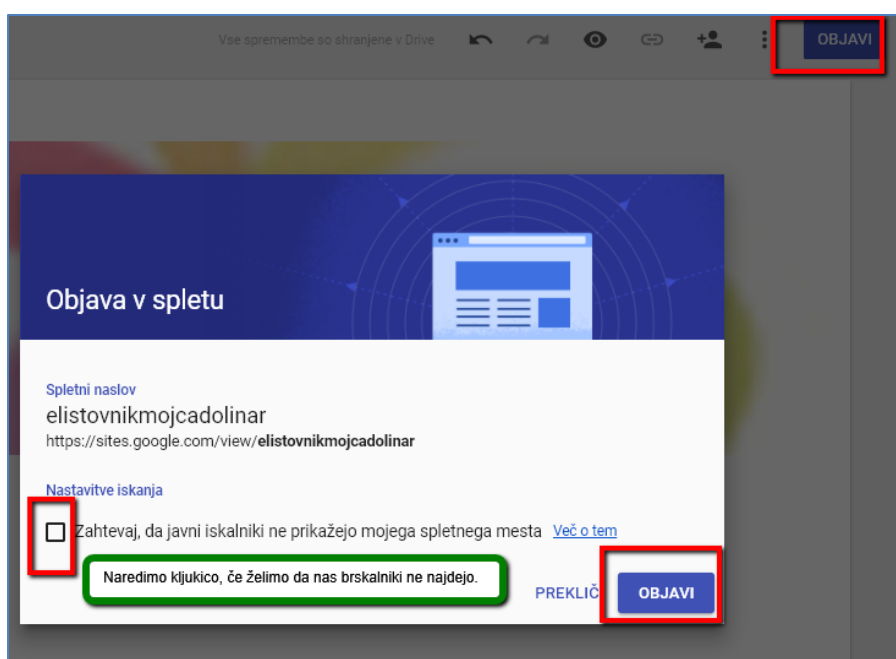 Vse spremembe so shranjene v Drive
OBJAVI
Objava v spletu
Spletni naslov
elistovnikmojcadolinar
https://sites.google.com/view/elistovnikmojcadolinar
Nastavitve iskanja
Zahtevaj, da javni iskalniki ne prikažejo mojega spletnega mesta Več o tem
Naredimo kljukico, če želimo da nas brskalniki ne najdejo.
PREKLIČ OBJAVI